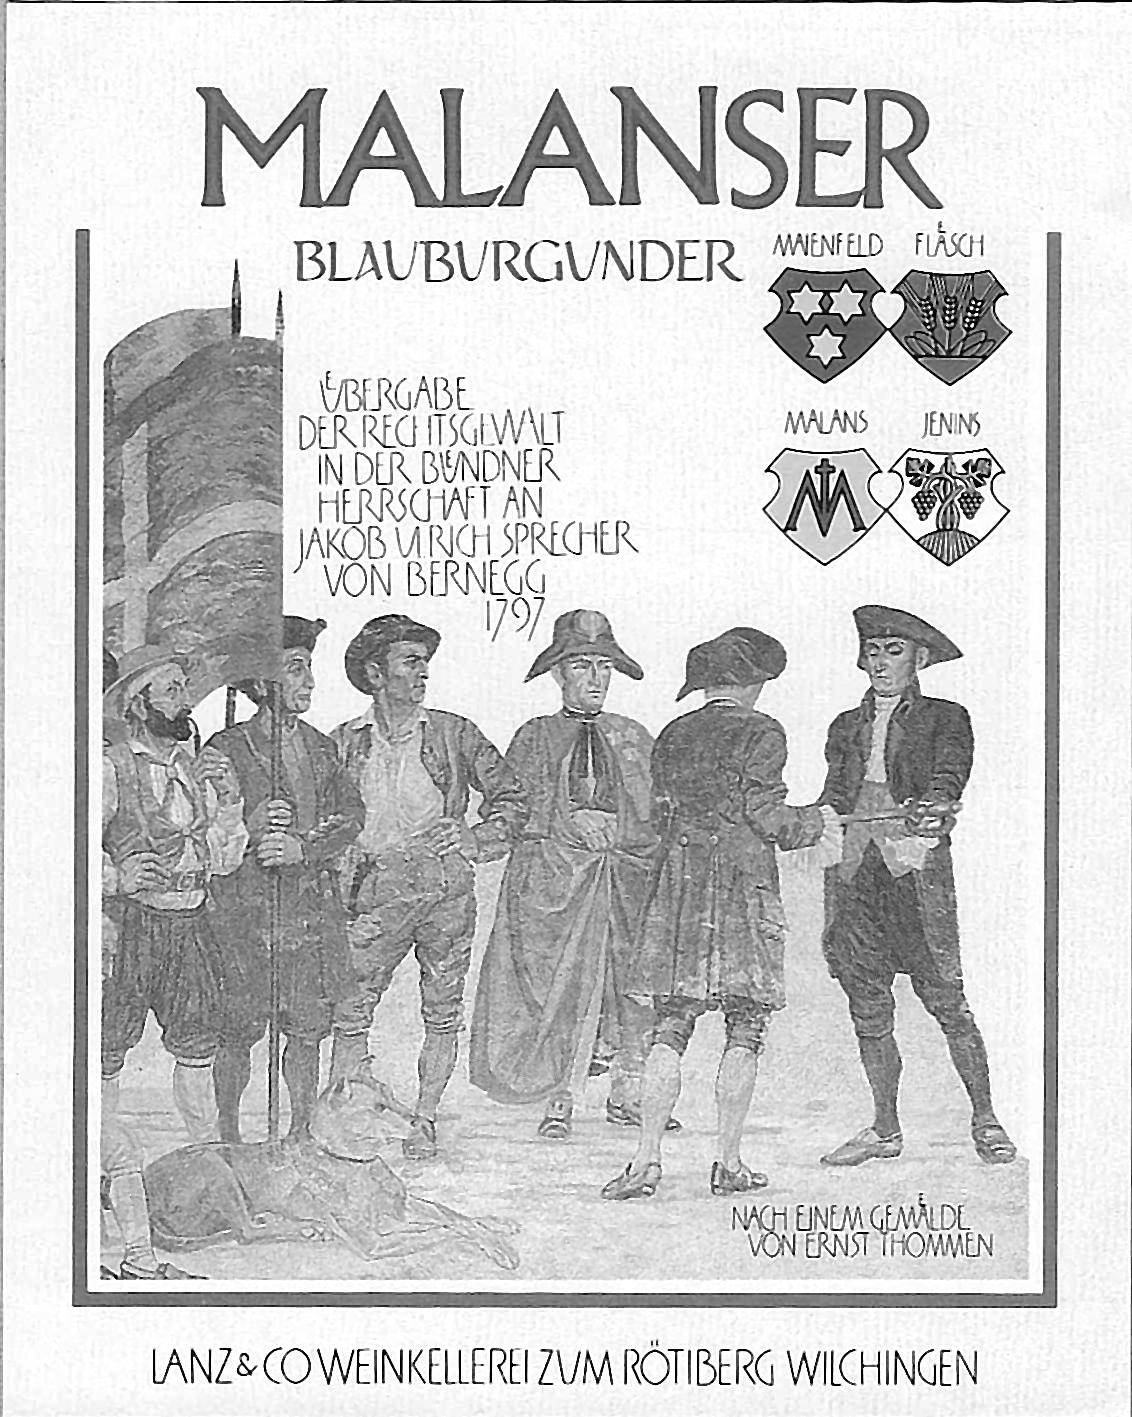 MALANSER
BLAUBURGUNDER
MAIENFELD FLÄSCH
MALANS JENINS
ÜBERGABE
DER RECHTSGEWALT
IN DER BÜNDNER
HERRSCHAFT AN
JAKOB ULRICH SPRECHER
VON BERNEGG
1797
NACH EINEM GEMÄLDE
VON ERNST THOMMEN
LANZ & CO WEINKELLEREI ZUM RÖTIBERG WILCHINGEN